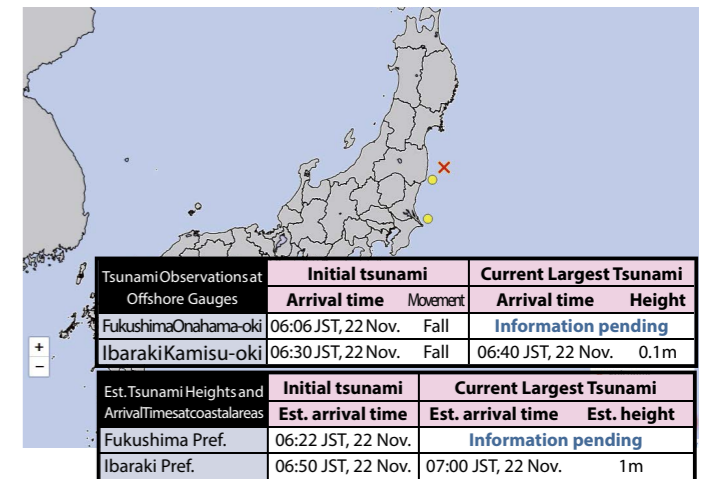 Tsunami Observations at Offshore Gauges
Initial tsunami
Current Largest Tsunami
Arrival time Movement Arrival time Height
Fukushima Onahama-oki 06:06 JST, 22 Nov. Fall Information pending
Ibaraki Kamisu-oki 06:30 JST, 22 Nov. Fall 06:40 JST, 22 Nov. 0.1m
+
−
Est. Tsunami Heights and Arrival Times at coastal areas
Initial tsunami
Current Largest Tsunami
Est. arrival time Est. arrival time Est. height
Fukushima Pref. 06:22 JST, 22 Nov. Information pending
Ibaraki Pref. 06:50 JST, 22 Nov. 07:00 JST, 22 Nov. 1m